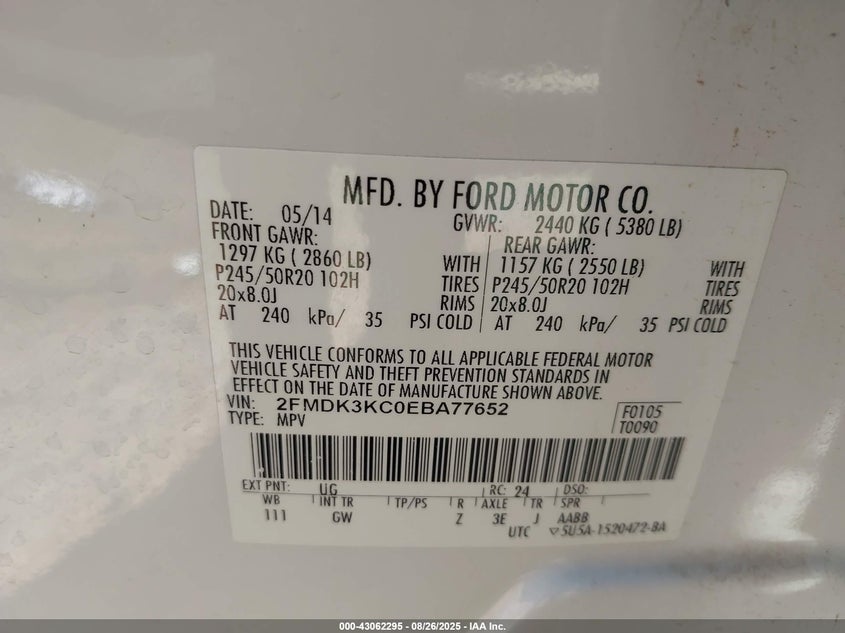 MFD. BY FORD MOTOR CO.
DATE: 05/14 GVWR: 2440 KG ( 5380 LB)
FRONT GAWR: REAR GAWR:
1297 KG ( 2860 LB) WITH 1157 KG ( 2550 LB) WITH
P245/50R20 102H TIRES P245/50R20 102H TIRES
20x8.0J RIMS 20x8.0J RIMS
AT 240 kPa/ 35 PSI COLD AT 240 kPa/ 35 PSI COLD
THIS VEHICLE CONFORMS TO ALL APPLICABLE FEDERAL MOTOR
VEHICLE SAFETY AND THEFT PREVENTION STANDARDS IN
EFFECT ON THE DATE OF MANUFACTURE SHOWN ABOVE.
VIN: 2FMDK3KC0EBA77652 F0105
TYPE: MPV T0090
EXT PNT: UG RC: 24 DSO:
WB INT TR TP/PS R AXLE TR SPR
111 GW Z 3E J AABB
UTC ▽5U5A-1520472-BA
000-43062295 - 08/26/2025 - IAA Inc.